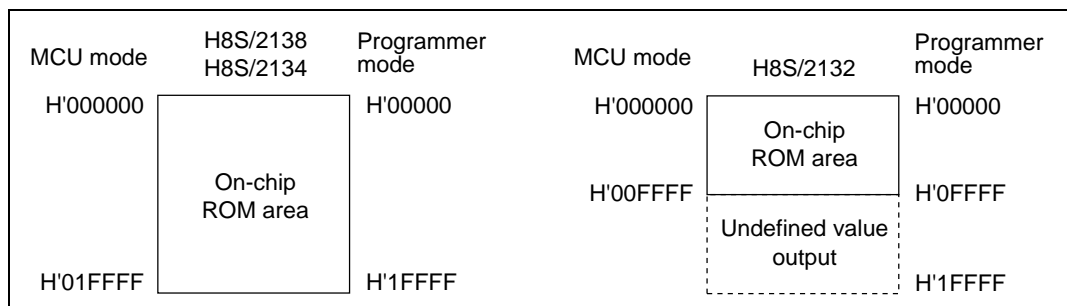 MCU mode
H8S/2138
H8S/2134
Programmer
mode
H'000000
H'00000
On-chip
ROM area
H'01FFFF
H'1FFFF
MCU mode
H8S/2132
Programmer
mode
H'000000
H'00000
On-chip
ROM area
H'00FFFF
H'0FFFF
Undefined value
output
H'1FFFF